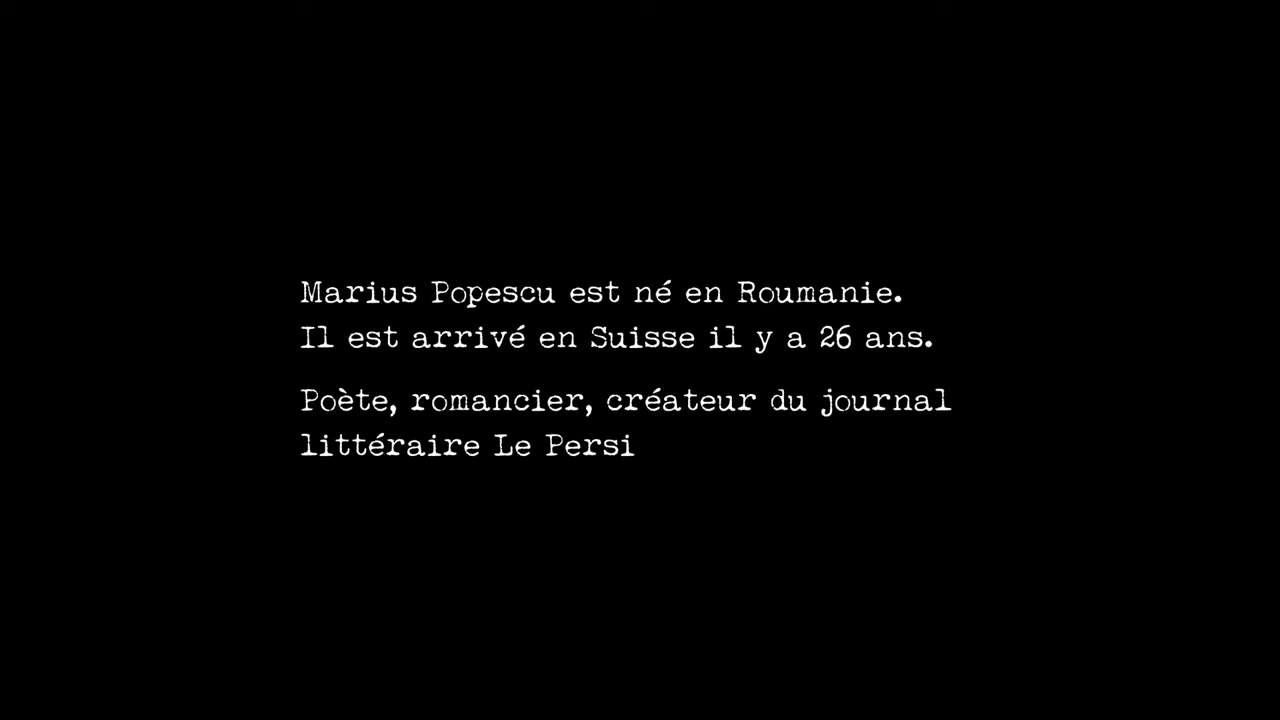 Marius Popescu est né en Roumanie.
Il est arrivé en Suisse il y a 26 ans.
Poète, romancier, créateur du journal
littéraire Le Persi